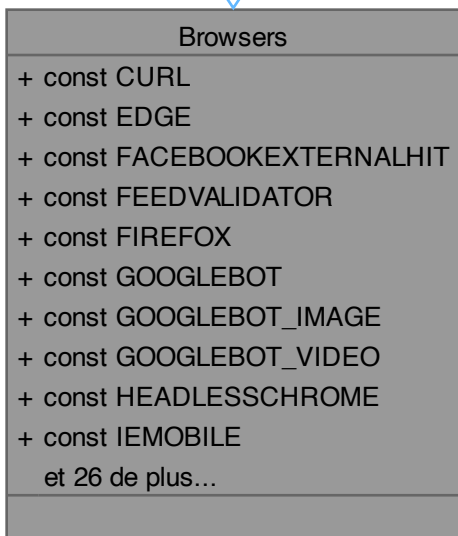 Browsers
+ const CURL
+ const EDGE
+ const FACEBOOKEXTERNALHIT
+ const FEEDVALIDATOR
+ const FIREFOX
+ const GOOGLEBOT
+ const GOOGLEBOT_IMAGE
+ const GOOGLEBOT_VIDEO
+ const HEADLESSCHROME
+ const IEMOBILE
et 26 de plus...